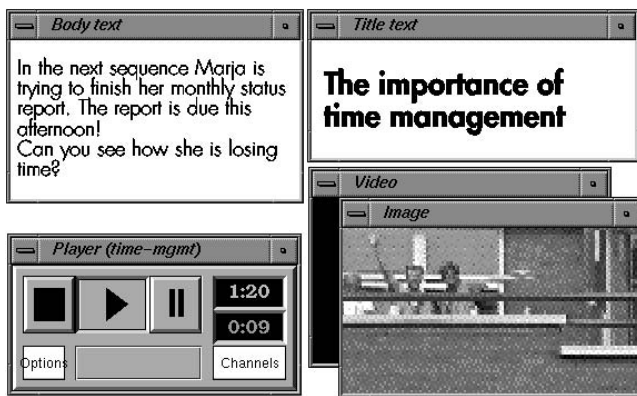 Body text
In the next sequence Marja is
trying to finish her monthly status
report. The report is due this
afternoon!
Can you see how she is losing
time?
Title text
The importance of
time management
Video
Image
Player (time-mgmt)
1:20
0:09
Options
Channels